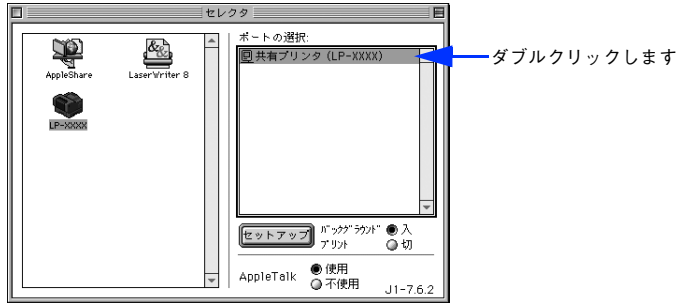 セレクタ
AppleShare
LaserWriter 8
LP-XXXX
ポートの選択:
共有プリンタ (LP-XXXX)
ダブルクリックします
セットアップ
バックグラウンド
プリント
入
切
AppleTalk
使用
不使用
J1-7.6.2